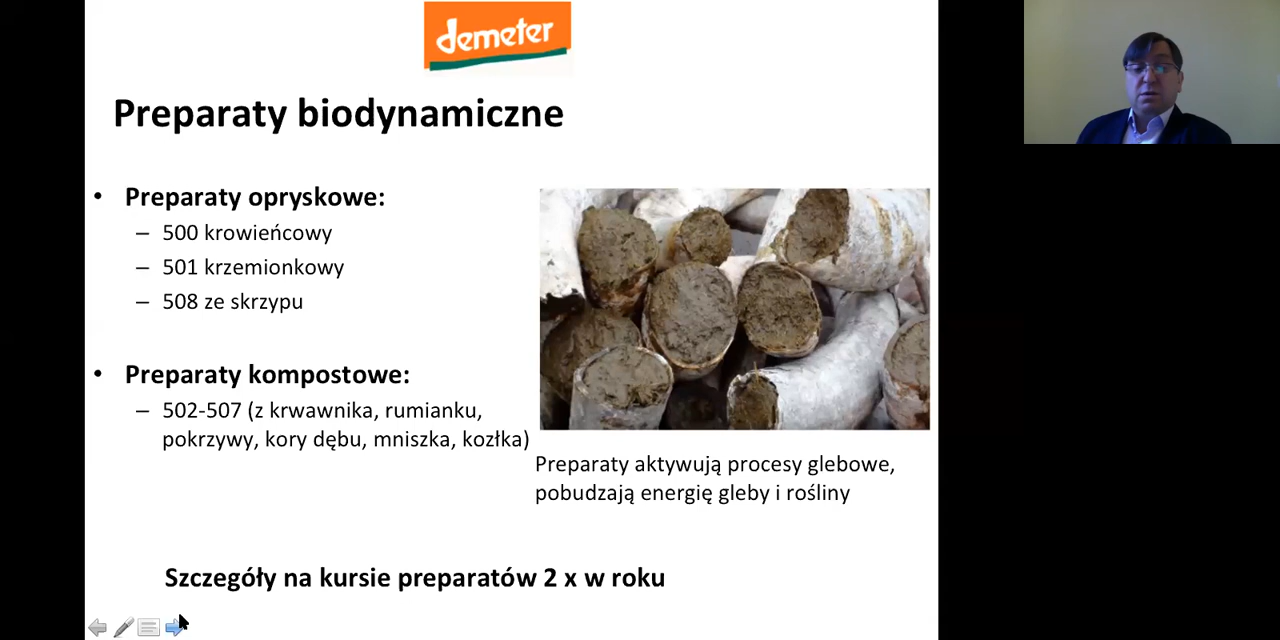 demeter
Preparaty biodynamiczne
• Preparaty opryskowe:
– 500 krowieńcowy
– 501 krzemionkowy
– 508 ze skrzypu
• Preparaty kompostowe:
– 502-507 (z krwawnika, rumianku,
pokrzywy, kory dębu, mniszka, kozłka)
Preparaty aktywują procesy glebowe,
pobudzają energię gleby i rośliny
Szczegóły na kursie preparatów 2 x w roku